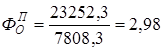 Ф_О^П = 23252,3 / 7808,3 = 2,98